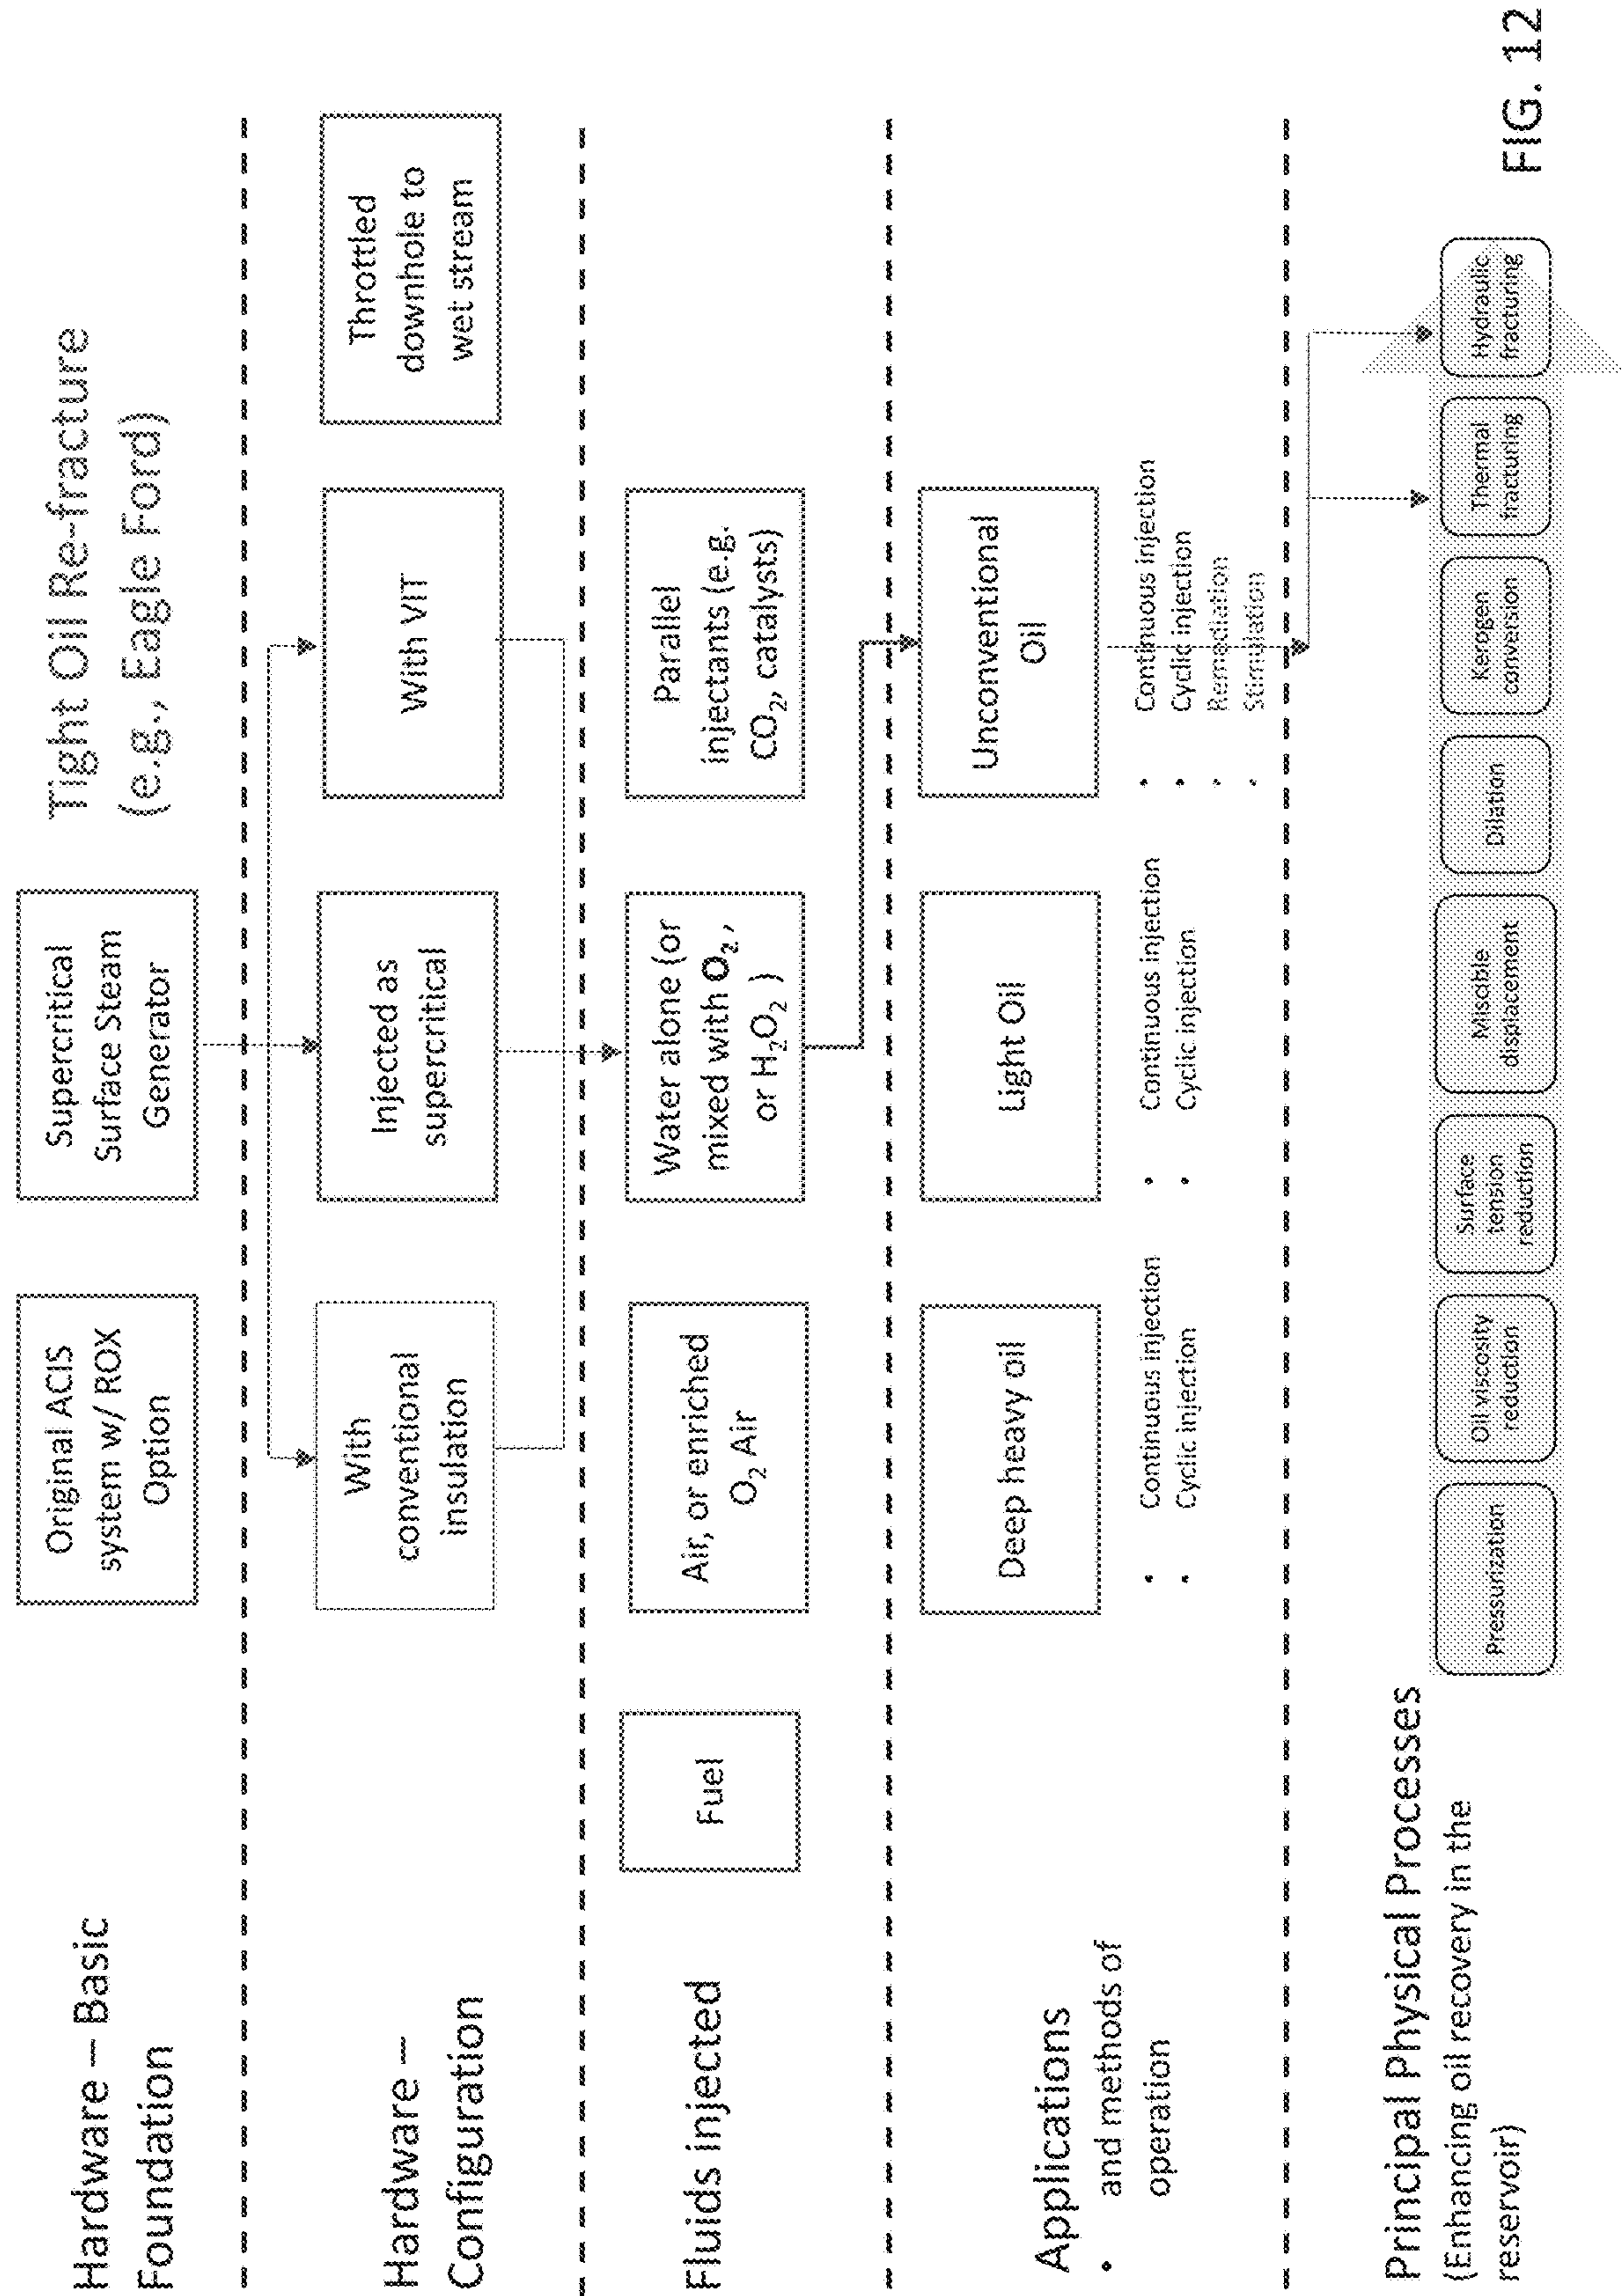 Tight Oil Re-fracture
(e.g., Eagle Ford)
Hardware – Basic
Foundation
Original ACIS
system w/ ROX
Option
Supercritical
Surface Steam
Generator
Hardware –
Configuration
With
conventional
insulation
Injected as
supercritical
With VIT
Throttled
downhole to
wet stream
Fluids injected
Fuel
Air, or enriched
O₂ Air
Water alone (or
mixed with O₂,
or H₂O₂ )
Parallel
injectants (e.g.
CO₂, catalysts)
Applications
• and methods of
operation
Deep heavy oil
• Continuous injection
• Cyclic injection
Light Oil
• Continuous injection
• Cyclic injection
Unconventional
Oil
• Continuous injection
• Cyclic injection
• Remediation
• Stimulation
Principal Physical Processes
(Enhancing oil recovery in the
reservoir)
Pressurization
Oil viscosity
reduction
Surface
tension
reduction
Miscible
displacement
Dilation
Kerogen
conversion
Thermal
fracturing
Hydraulic
fracturing
FIG. 12